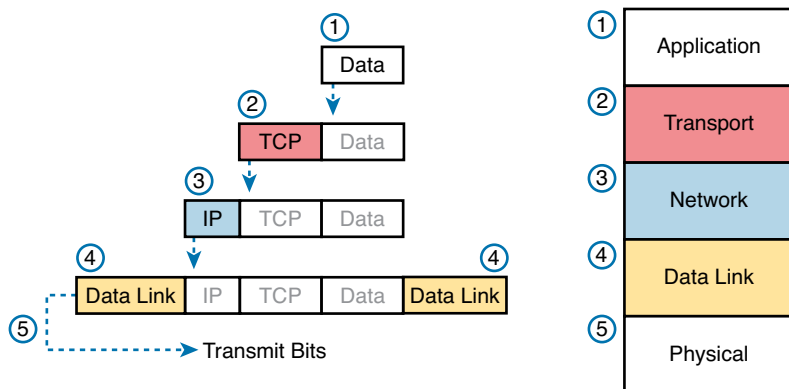 1
Data
2
TCP Data
3
IP TCP Data
4 4
Data Link IP TCP Data Data Link
5
Transmit Bits
1
Application
2
Transport
3
Network
4
Data Link
5
Physical